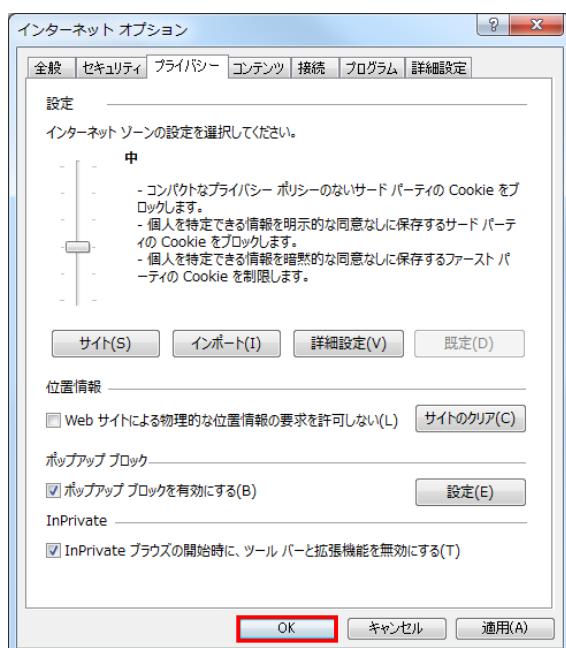 インターネット オプション
全般 セキュリティ プライバシー コンテンツ 接続 プログラム 詳細設定
設定
インターネット ゾーンの設定を選択してください。
中
- コンパクトなプライバシー ポリシーのないサード パーティの Cookie をブ
ロックします。
- 個人を特定できる情報を明示的な同意なしに保存するサード パーテ
ィの Cookie をブロックします。
- 個人を特定できる情報を暗黙的な同意なしに保存するファースト パ
ーティの Cookie を制限します。
サイト(S) インポート(I) 詳細設定(V) 既定(D)
位置情報
Web サイトによる物理的な位置情報の要求を許可しない(L) サイトのクリア(C)
ポップアップ ブロック
ポップアップ ブロックを有効にする(B) 設定(E)
InPrivate
InPrivate ブラウズの開始時に、ツール バーと拡張機能を無効にする(T)
OK キャンセル 適用(A)